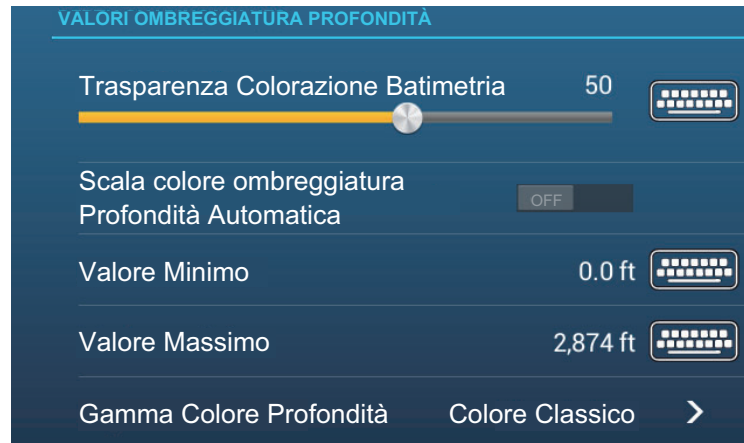 VALORI OMBREGGIATURA PROFONDITÀ
Trasparenza Colorazione Batimetria 50
Scala colore ombreggiatura
Profondità Automatica OFF
Valore Minimo 0.0 ft
Valore Massimo 2,874 ft
Gamma Colore Profondità Colore Classico